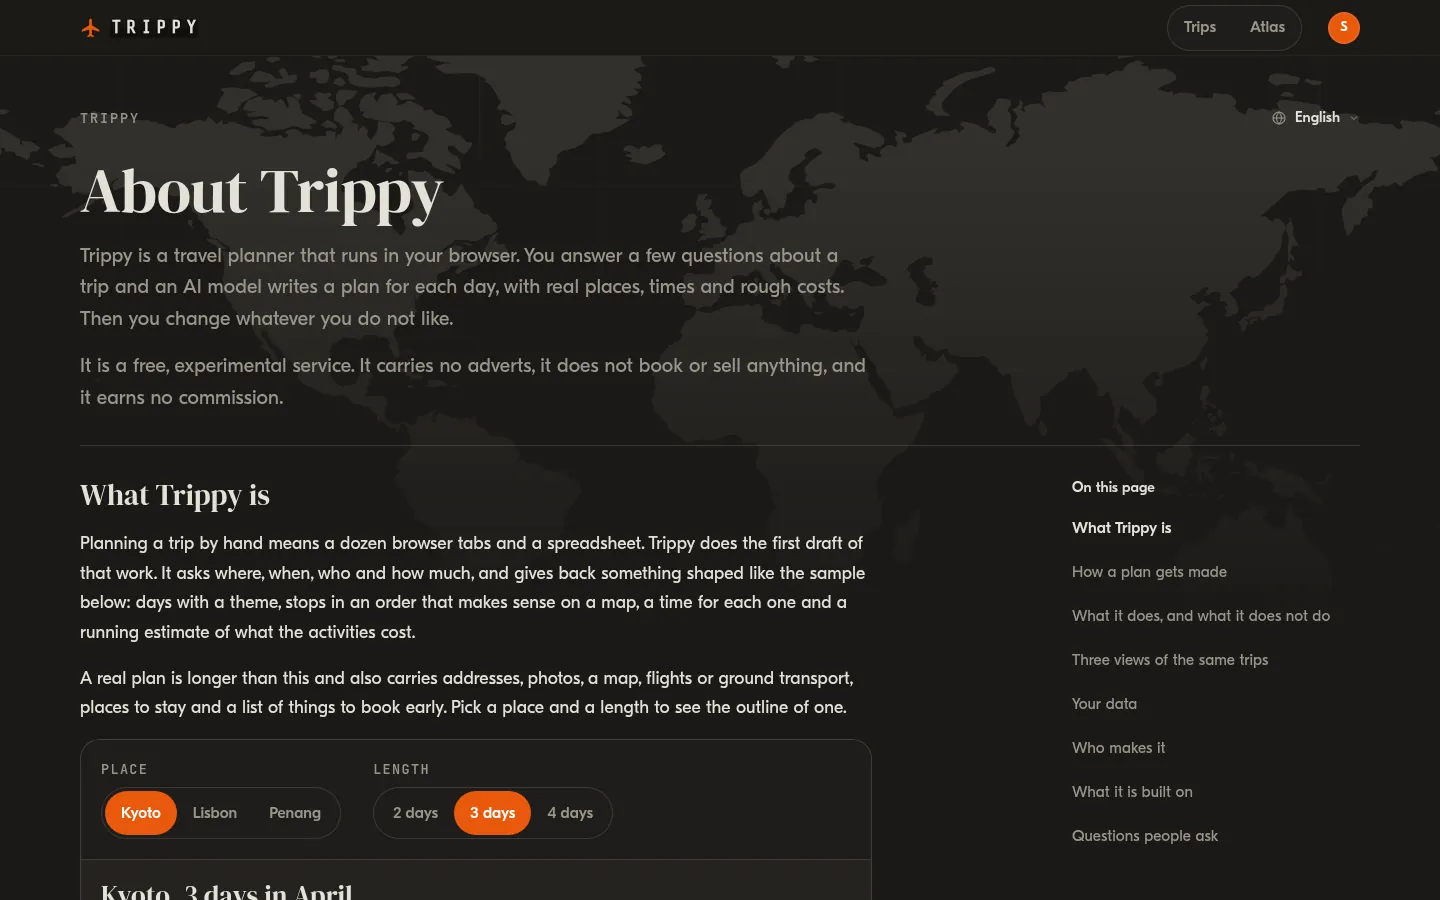 TRIPPY
Trips
Atlas
S
TRIPPY
English
About Trippy
Trippy is a travel planner that runs in your browser. You answer a few questions about a
trip and an AI model writes a plan for each day, with real places, times and rough costs.
Then you change whatever you do not like.
It is a free, experimental service. It carries no adverts, it does not book or sell anything, and
it earns no commission.
What Trippy is
Planning a trip by hand means a dozen browser tabs and a spreadsheet. Trippy does the first draft of
that work. It asks where, when, who and how much, and gives back something shaped like the sample
below: days with a theme, stops in an order that makes sense on a map, a time for each one and a
running estimate of what the activities cost.
A real plan is longer than this and also carries addresses, photos, a map, flights or ground transport,
places to stay and a list of things to book early. Pick a place and a length to see the outline of one.
PLACE
Kyoto
Lisbon
Penang
LENGTH
2 days
3 days
4 days
Kyoto, 3 days in April
On this page
What Trippy is
How a plan gets made
What it does, and what it does not do
Three views of the same trips
Your data
Who makes it
What it is built on
Questions people ask